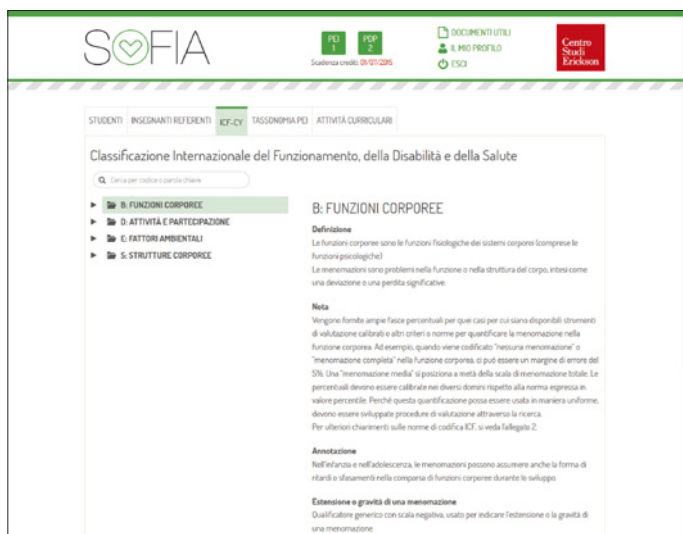 SOFIA
PEI
1
PDP
2
Scadenza crediti: 01/07/2015
DOCUMENTI UTILI
IL MIO PROFILO
ESCI
Centro
Studi
Erickson
STUDENTI
INSEGNANTI REFERENTI
ICF-CY
TASSONOMIA PEI
ATTIVITÀ CURRICULARI
Classificazione Internazionale del Funzionamento, della Disabilità e della Salute
Cerca per codice o parola chiave
B: FUNZIONI CORPOREE
D: ATTIVITÀ E PARTECIPAZIONE
E: FATTORI AMBIENTALI
S: STRUTTURE CORPOREE
B: FUNZIONI CORPOREE
Definizione
Le funzioni corporee sono le funzioni fisiologiche dei sistemi corporei (comprese le
funzioni psicologiche)
Le menomazioni sono problemi nella funzione o nella struttura del corpo, intesi come
una deviazione o una perdita significative.
Nota
Vengono fornite ampie fasce percentuali per quei casi per cui siano disponibili strumenti
di valutazione calibrati e altri criteri o norme per quantificare la menomazione nella
funzione corporea. Ad esempio, quando viene codificato "nessuna menomazione" o
"menomazione completa" nella funzione corporea, ci può essere un margine di errore del
5%. Una "menomazione media" si posiziona a metà della scala di menomazione totale. Le
percentuali devono essere calibrate nei diversi domini rispetto alla norma espressa in
valore percentile. Perché questa quantificazione possa essere usata in maniera uniforme,
devono essere sviluppate procedure di valutazione attraverso la ricerca.
Per ulteriori chiarimenti sulle norme di codifica ICF, si veda l'allegato 2.
Annotazione
Nell'infanzia e nell'adolescenza, le menomazioni possono assumere anche la forma di
ritardi o sfasamenti nella comparsa di funzioni corporee durante lo sviluppo.
Estensione o gravità di una menomazione
Qualificatore generico con scala negativa, usato per indicare l'estensione o la gravità di
una menomazione